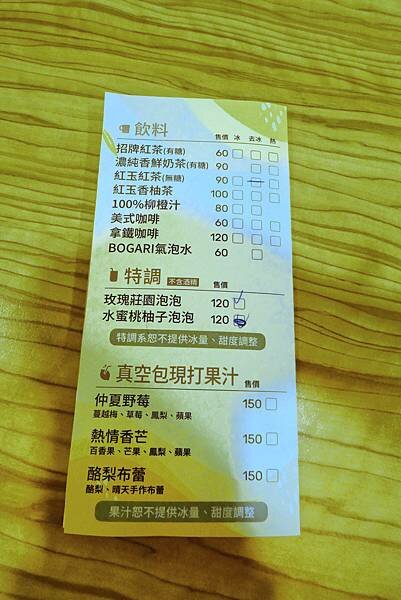 飲料 售價 冰 去冰 熱
招牌紅茶(有糖) 60
濃純香鮮奶茶(有糖) 90
紅玉紅茶(無糖) 90
紅玉香柚茶 100
100%柳橙汁 80
美式咖啡 60
拿鐵咖啡 120
BOGARI氣泡水 60
特調 不含酒精 售價
玫瑰莊園泡泡 120
水蜜桃柚子泡泡 120
特調系恕不提供冰量、甜度調整
真空包現打果汁 售價
仲夏野莓 150
蔓越梅、草莓、鳳梨、蘋果
熱情香芒 150
百香果、芒果、鳳梨、蘋果
酪梨布蕾 150
酪梨、晴天手作布蕾
果汁恕不提供冰量、甜度調整